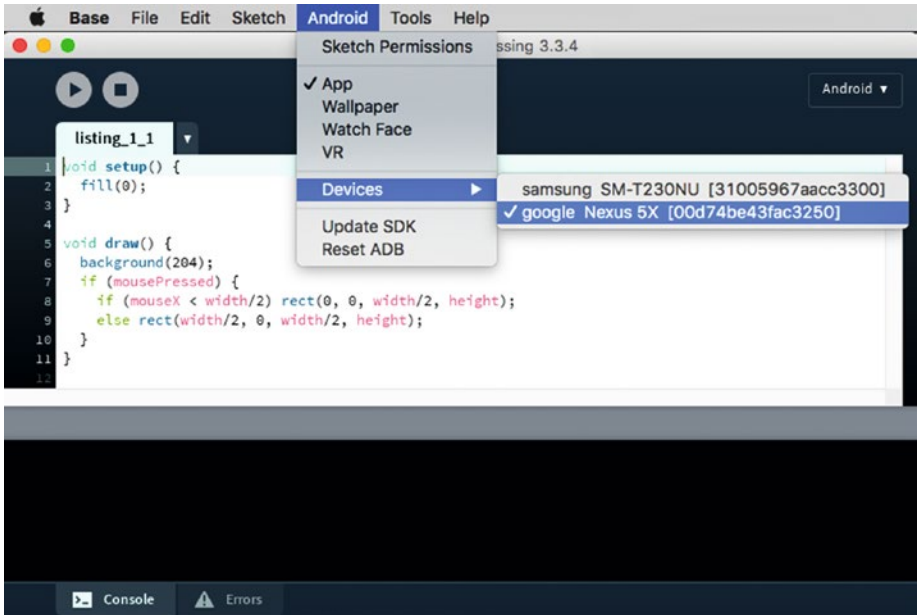 Base File Edit Sketch Android Tools Help
ssing 3.3.4
Sketch Permissions
✓ App
Wallpaper
Watch Face
VR
Devices
samsung SM-T230NU [31005967aacc3300]
✓ google Nexus 5X [00d74be43fac3250]
Update SDK
Reset ADB
Android
listing_1_1
1 void setup() {
2 fill(0);
3 }
4
5 void draw() {
6 background(204);
7 if (mousePressed) {
8 if (mouseX < width/2) rect(0, 0, width/2, height);
9 else rect(width/2, 0, width/2, height);
10 }
11 }
12
Console Errors